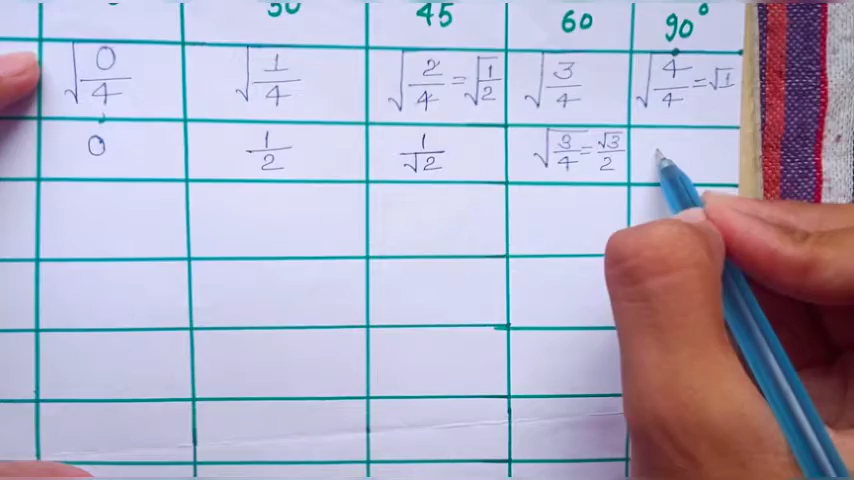 30 45 60 90°
√(0/4) √(1/4) √(2/4) = √(1/2) √(3/4) √(4/4) = √1
0 1/2 1/√2 √(3/4) = √3/2